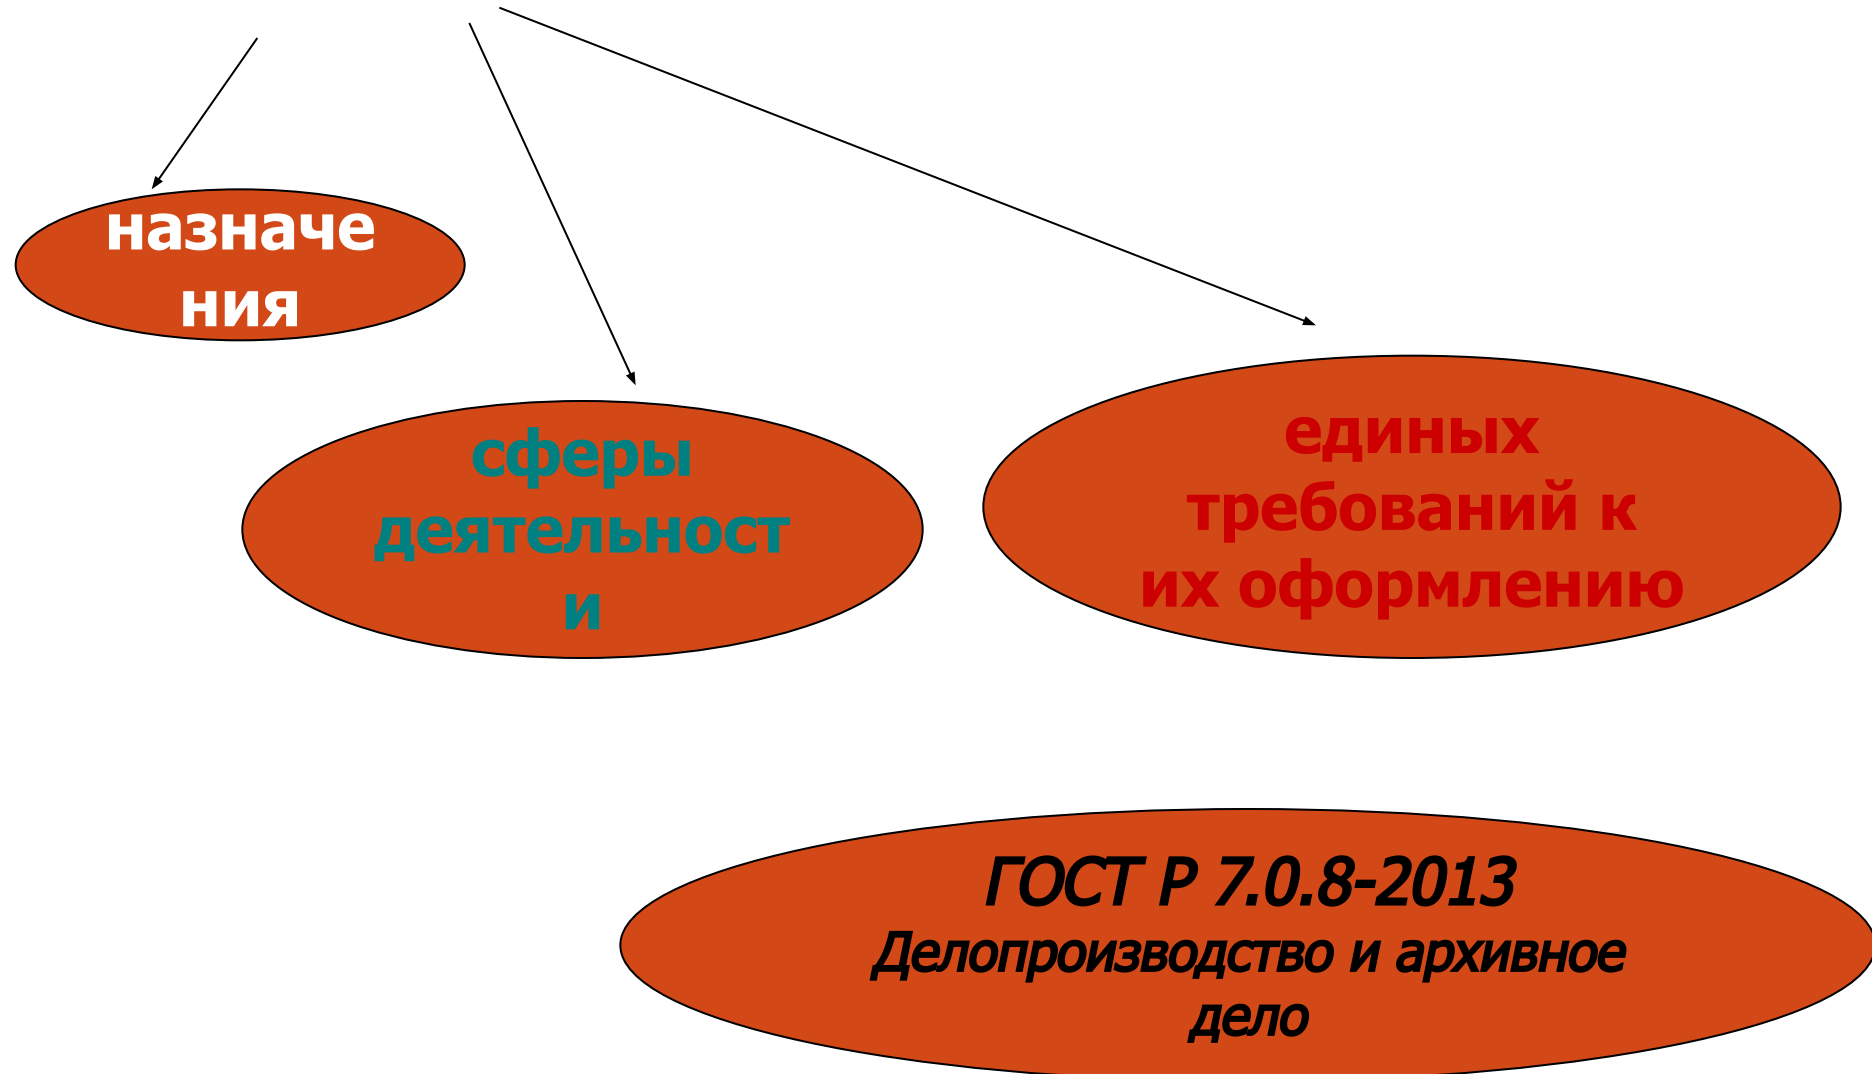 назначе
ния
сферы
деятельност
и
единых
требований к
их оформлению
ГОСТ Р 7.0.8-2013
Делопроизводство и архивное
дело